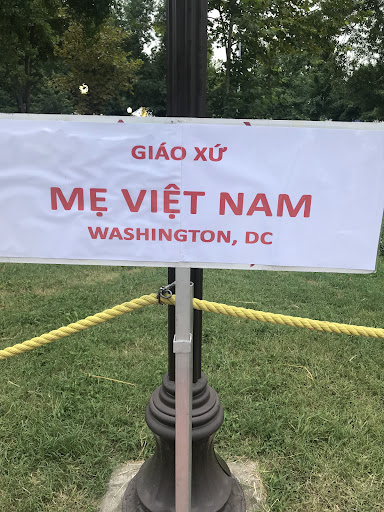 GIÁO XỨ
MẸ VIỆT NAM
WASHINGTON, DC